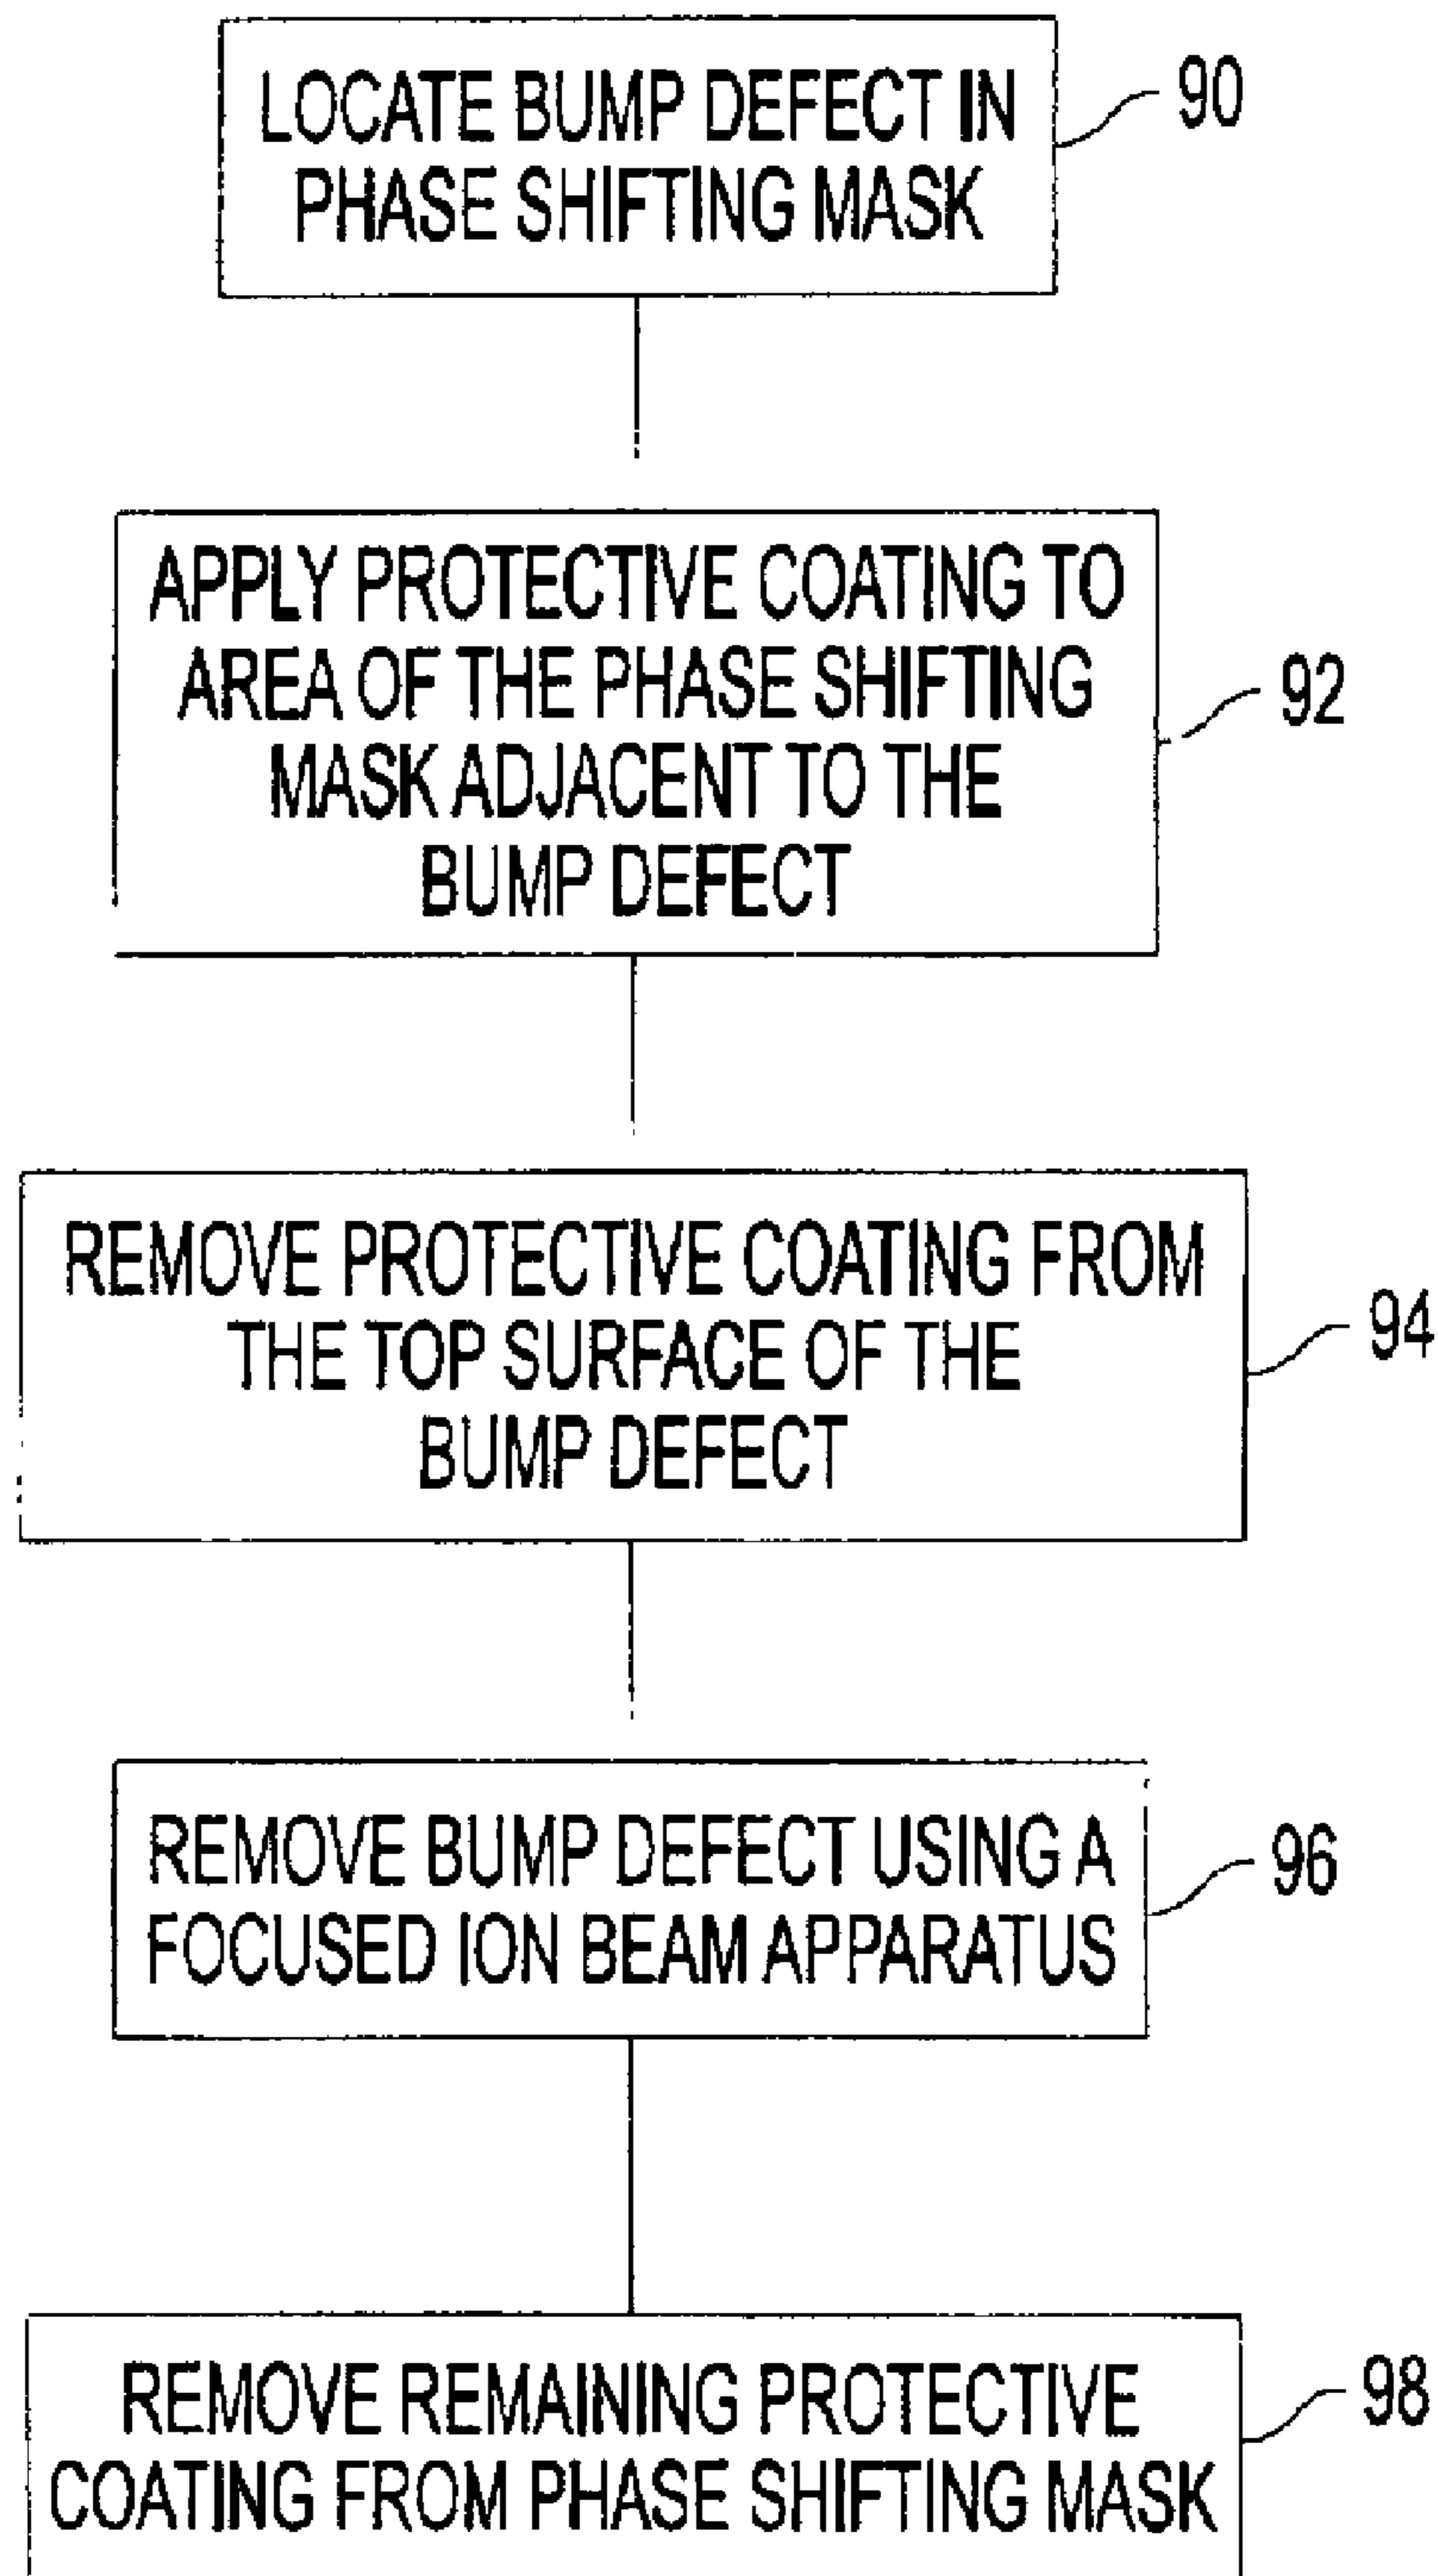 LOCATE BUMP DEFECT IN
PHASE SHIFTING MASK
90
APPLY PROTECTIVE COATING TO
AREA OF THE PHASE SHIFTING
MASK ADJACENT TO THE
BUMP DEFECT
92
REMOVE PROTECTIVE COATING FROM
THE TOP SURFACE OF THE
BUMP DEFECT
94
REMOVE BUMP DEFECT USING A
FOCUSED ION BEAM APPARATUS
96
REMOVE REMAINING PROTECTIVE
COATING FROM PHASE SHIFTING MASK
98